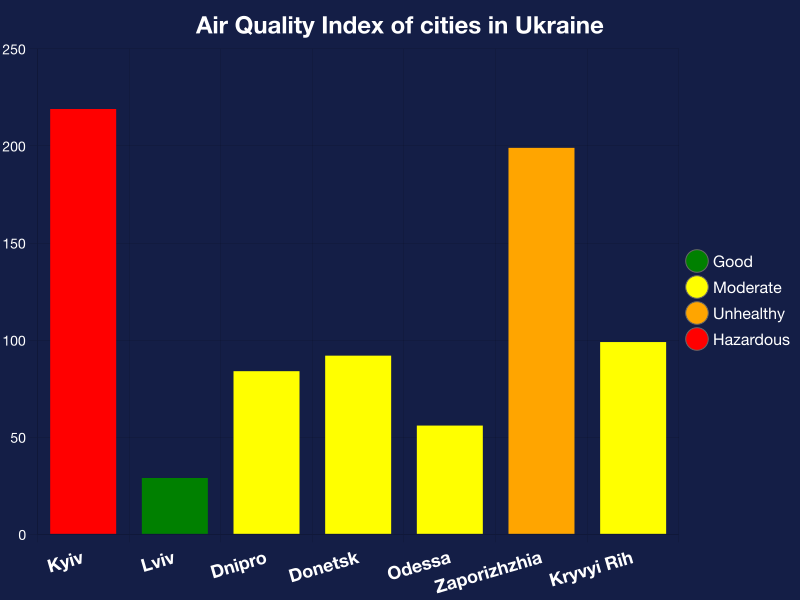 Air Quality Index of cities in Ukraine
250
200
150
100
50
0
Kyiv
Lviv
Dnipro
Donetsk
Odessa
Zaporizhzhia
Kryvyi Rih
Good
Moderate
Unhealthy
Hazardous